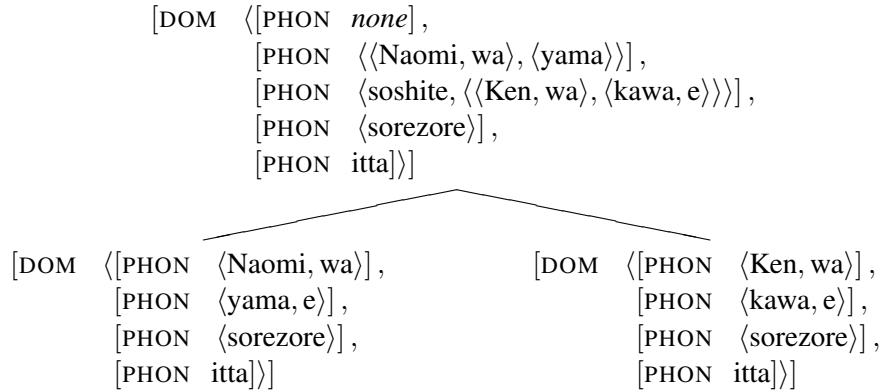 [DOM ⟨[PHON none] ,
[PHON ⟨⟨Naomi, wa⟩, ⟨yama⟩⟩] ,
[PHON ⟨soshite, ⟨⟨Ken, wa⟩, ⟨kawa, e⟩⟩⟩] ,
[PHON ⟨sorezore⟩] ,
[PHON itta]⟩]
[DOM ⟨[PHON ⟨Naomi, wa⟩] , [DOM ⟨[PHON ⟨Ken, wa⟩] ,
[PHON ⟨yama, e⟩] , [PHON ⟨kawa, e⟩] ,
[PHON ⟨sorezore⟩] , [PHON ⟨sorezore⟩] ,
[PHON itta]⟩] [PHON itta]⟩]